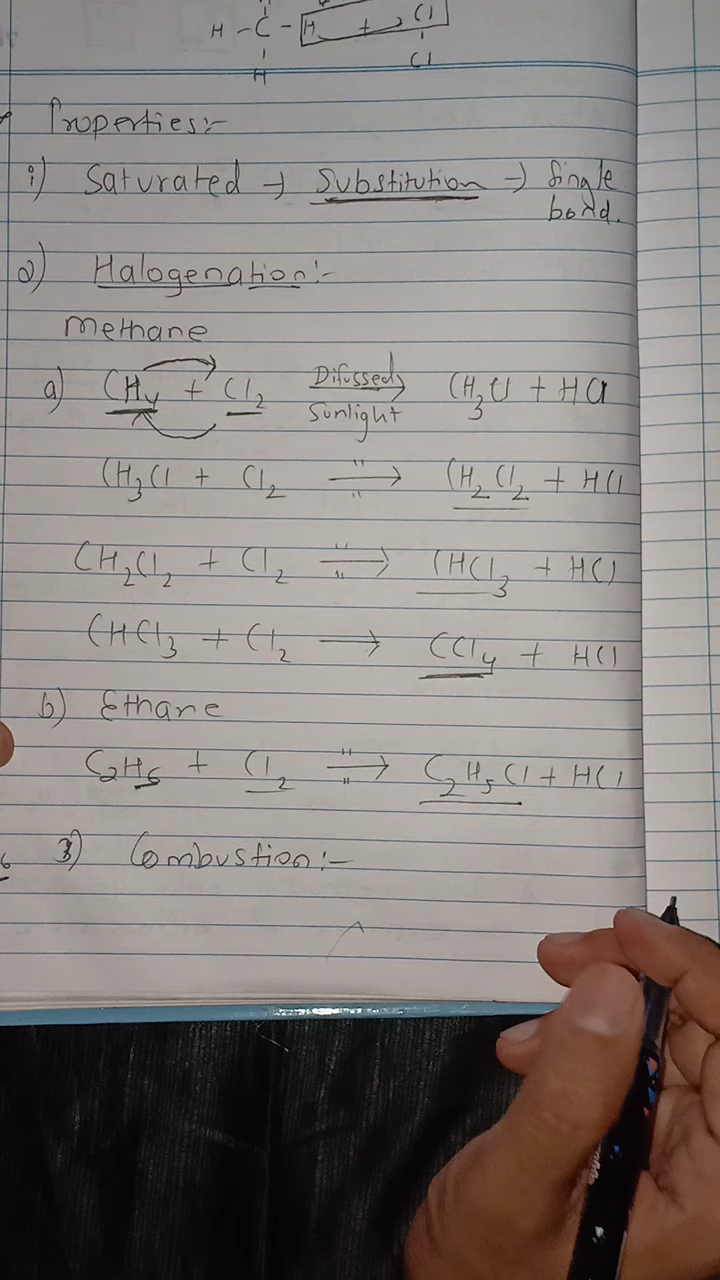 H - C - H + Cl
H Cl
Properties:-
i) Saturated → Substitution → Single bond.
2) Halogenation:-
Methane
a) CH4 + Cl2 Difussed Sunlight → CH3Cl + HCl
CH3Cl + Cl2 " " → CH2Cl2 + HCl
CH2Cl2 + Cl2 " " → CHCl3 + HCl
CHCl3 + Cl2 → CCl4 + HCl
b) Ethane
C2H6 + Cl2 " " → C2H5Cl + HCl
3) Combustion:-